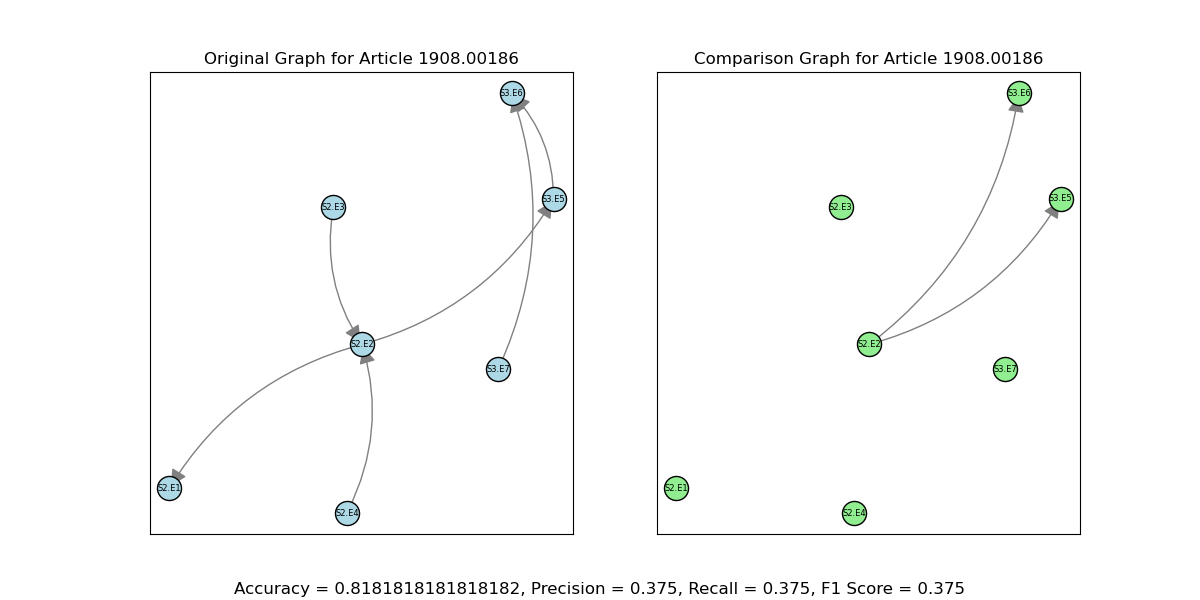 Original Graph for Article 1908.00186
S3.E6
S3.E5
S2.E3
S2.E2
S3.E7
S2.E1
S2.E4
Comparison Graph for Article 1908.00186
S3.E6
S3.E5
S2.E3
S2.E2
S3.E7
S2.E1
S2.E4
Accuracy = 0.8181818181818182, Precision = 0.375, Recall = 0.375, F1 Score = 0.375